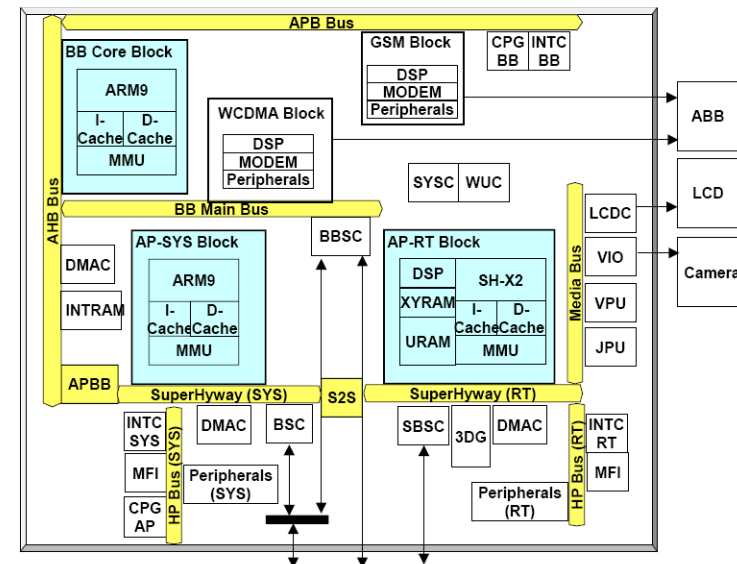 APB Bus
BB Core Block
ARM9
I-
Cache
D-
Cache
MMU
GSM Block
DSP
MODEM
Peripherals
CPG
BB
INTC
BB
WCDMA Block
DSP
MODEM
Peripherals
ABB
SYSC
WUC
LCD
AHB Bus
BB Main Bus
BBSC
LCDC
Media Bus
VIO
Camera
VPU
JPU
AP-SYS Block
ARM9
I-
Cache
D-
Cache
MMU
AP-RT Block
DSP
SH-X2
XYRAM
I-
Cache
D-
Cache
URAM
MMU
DMAC
INTRAM
APBB
SuperHyway (SYS)
S2S
SuperHyway (RT)
INTC
SYS
HP Bus (SYS)
DMAC
BSC
SBSC
3DG
DMAC
HP Bus (RT)
INTC
RT
MFI
Peripherals
(SYS)
MFI
CPG
AP
Peripherals
(RT)